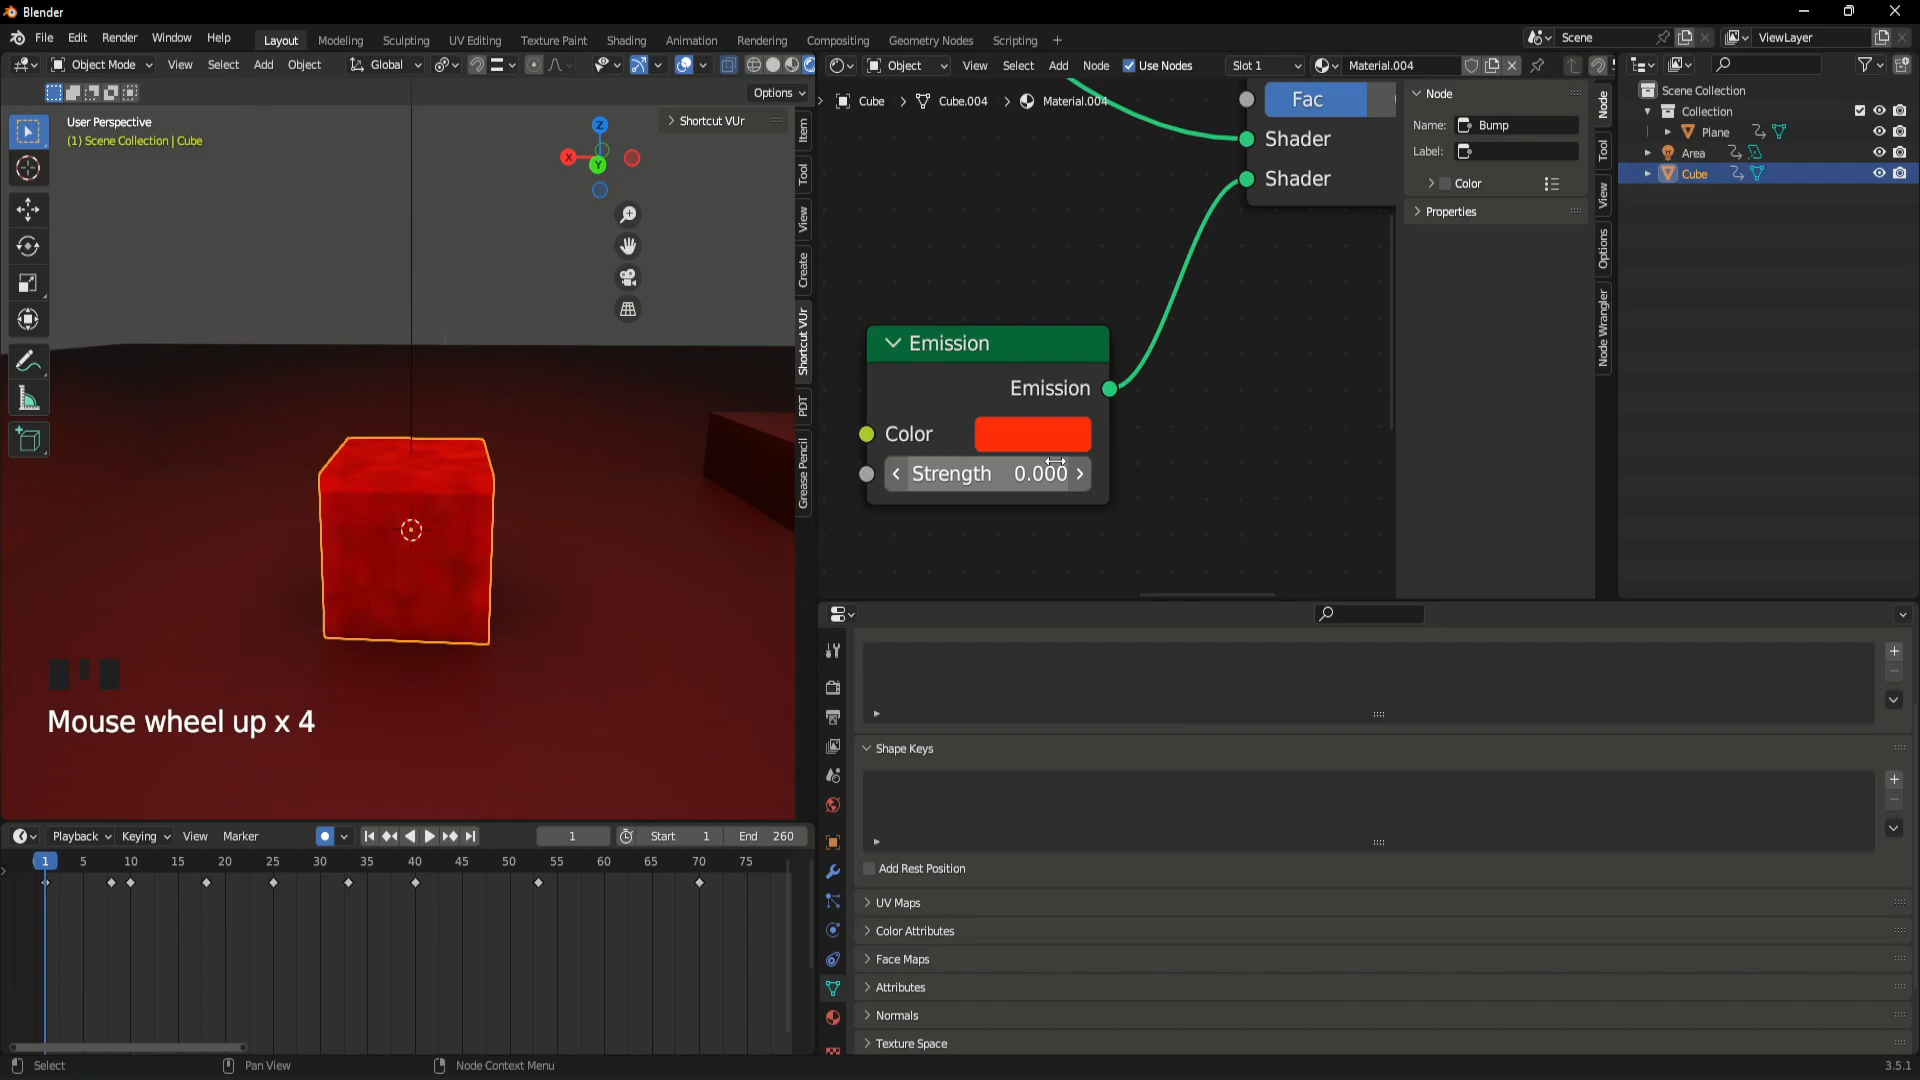 Blender
File Edit Render Window Help Layout Modeling Sculpting UV Editing Texture Paint Shading Animation Rendering Compositing Geometry Nodes Scripting + Scene ViewLayer
Object Mode View Select Add Object Global Object View Select Add Node Use Nodes Slot 1 Material.004
Options
User Perspective
(1) Scene Collection | Cube
Shortcut VUr
Z
X
Y
Item
Tool
View
Create
Shortcut VUr
PDT
Grease Pencil
Mouse wheel up x 4
Cube > Cube.004 > Material.004
Fac
Shader
Shader
Emission
Emission
Color
Strength 0.000
Node
Name: Bump
Label:
Color
Properties
Node
Tool
View
Options
Node Wrangler
Scene Collection
Collection
Plane
Area
Cube
Shape Keys
Add Rest Position
UV Maps
Color Attributes
Face Maps
Attributes
Normals
Texture Space
Playback Keying View Marker 1 Start 1 End 260
1 5 10 15 20 25 30 35 40 45 50 55 60 65 70 75
Select Pan View Node Context Menu 3.5.1